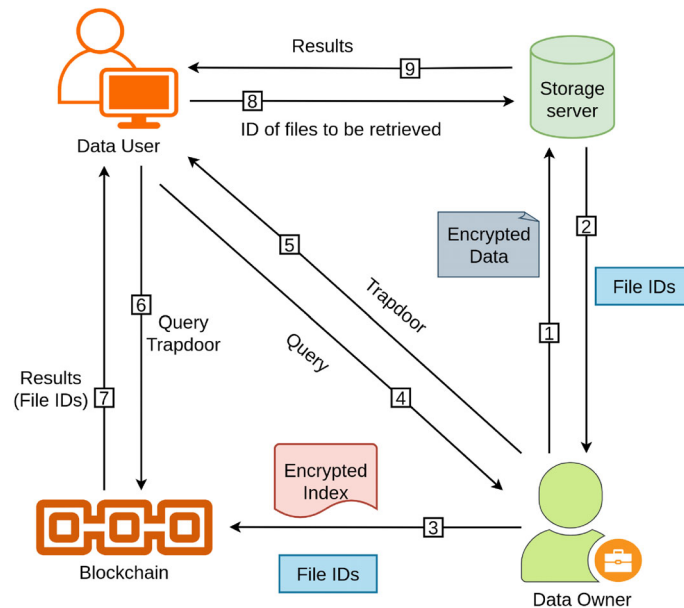 Results
9
8
ID of files to be retrieved
Storage
server
Data User
Encrypted
Data
2
File IDs
5
Trapdoor
6
Query
Trapdoor
Query
1
Results
(File IDs)
7
4
Encrypted
Index
3
File IDs
Blockchain
Data Owner